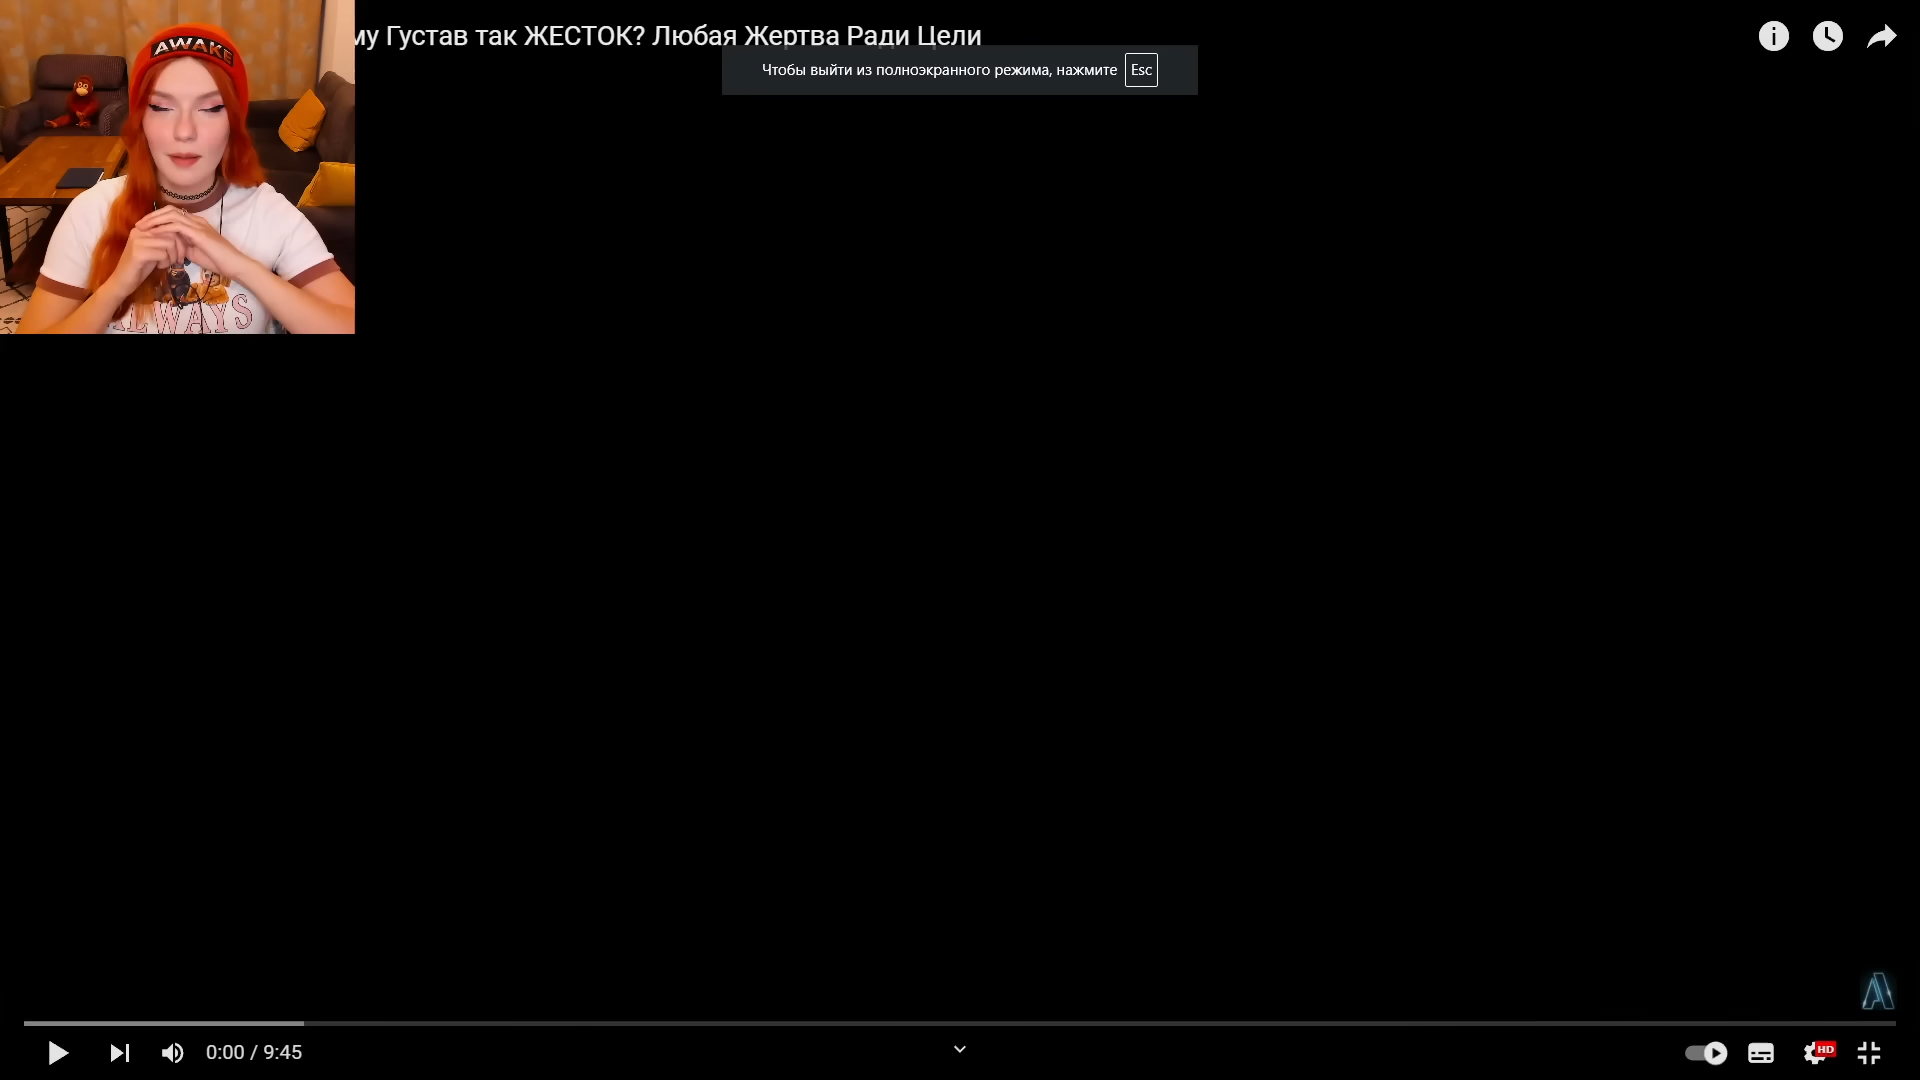 му Густав так ЖЕСТОК? Любая Жертва Ради Цели
Чтобы выйти из полноэкранного режима, нажмите Esc
AWAKE
ALWAYS
0:00 / 9:45
HD